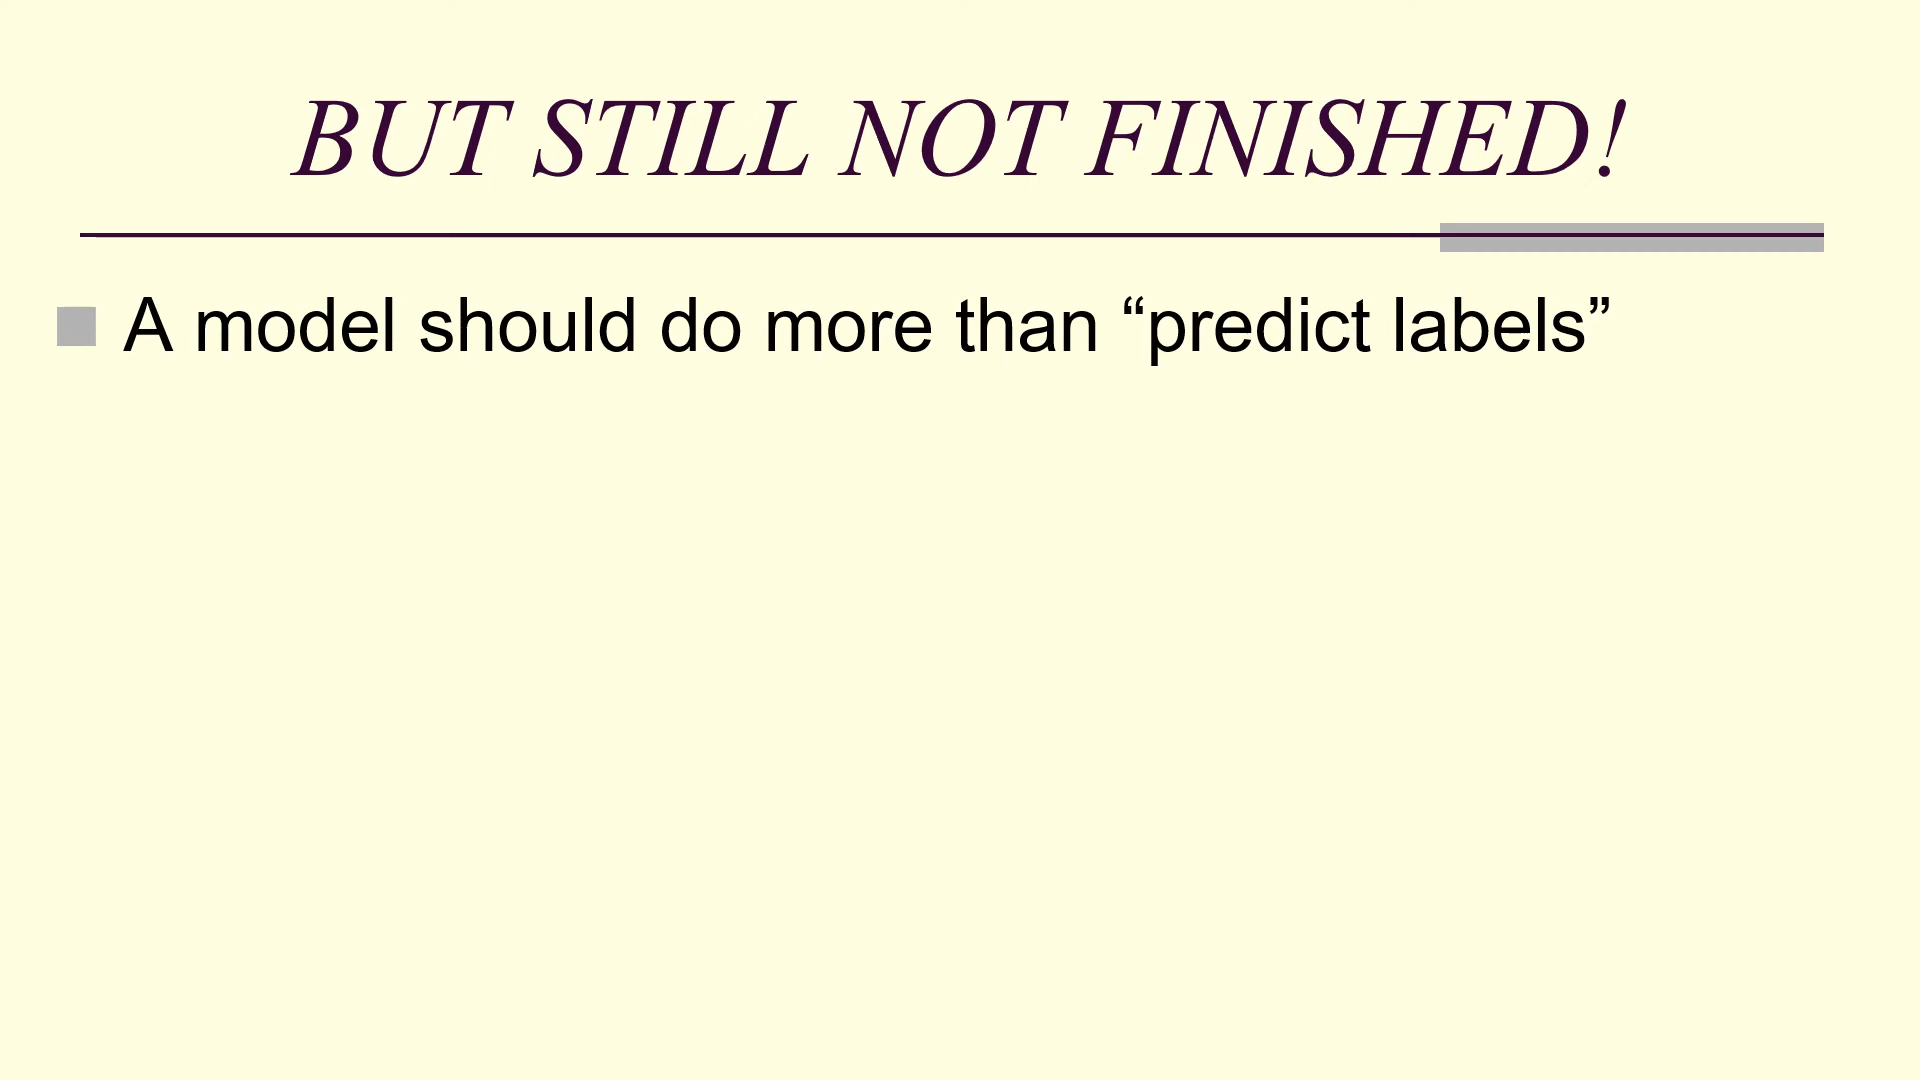 BUT STILL NOT FINISHED!
A model should do more than “predict labels”